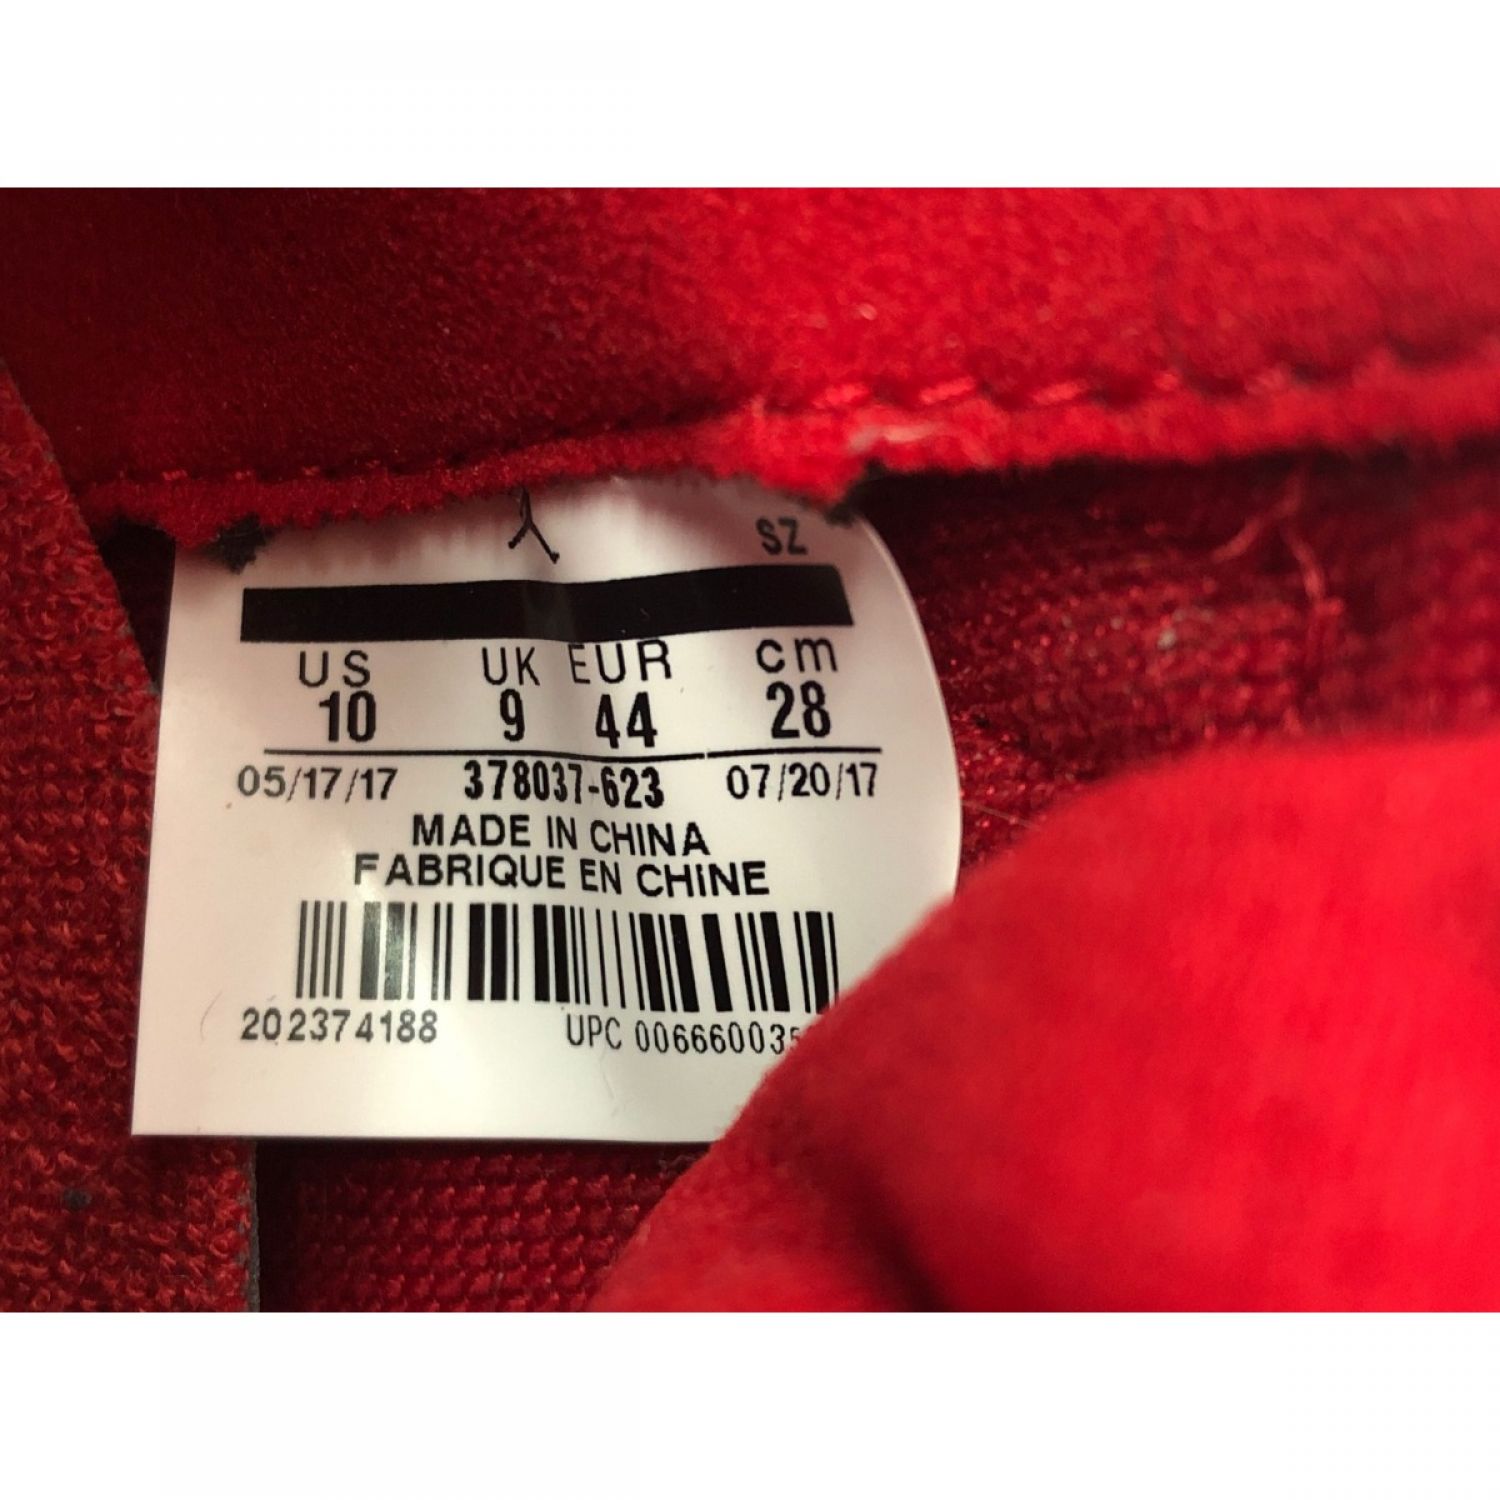 SZ
US UK EUR cm
10 9 44 28
05/17/17 378037-623 07/20/17
MADE IN CHINA
FABRIQUE EN CHINE
202374188 UPC 00666003